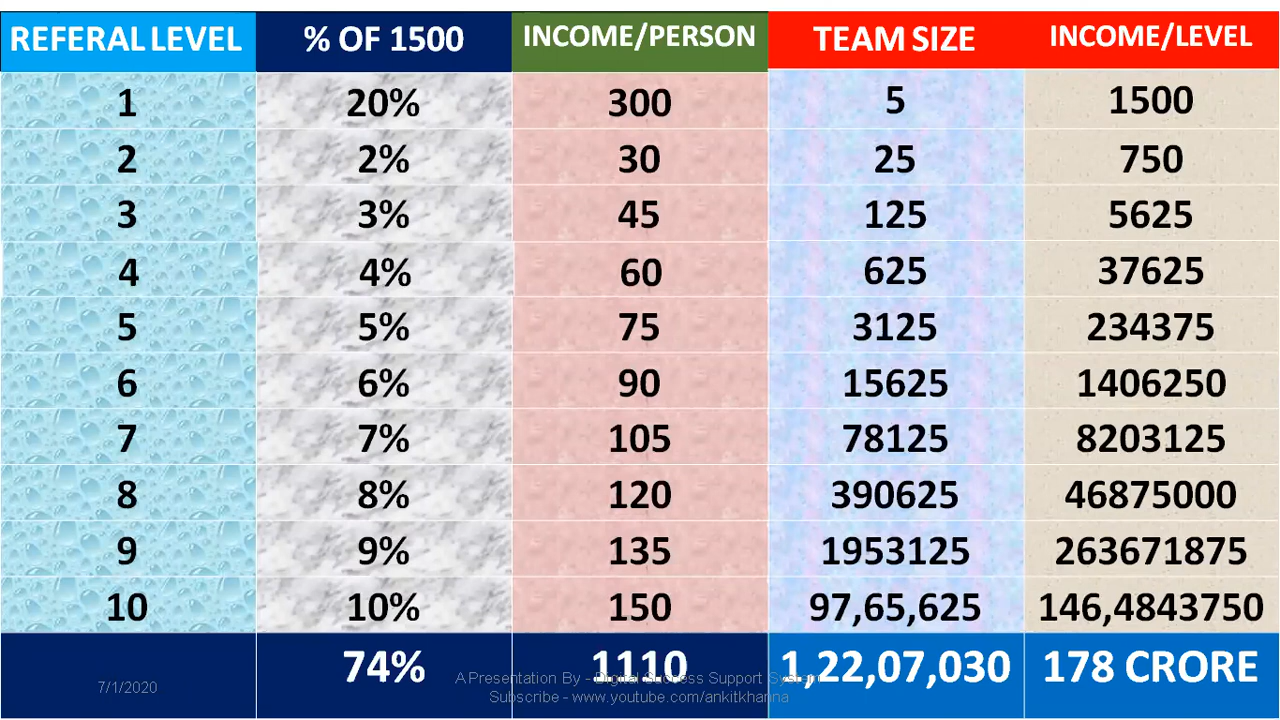 REFERAL LEVEL % OF 1500 INCOME/PERSON TEAM SIZE INCOME/LEVEL
1 20% 300 5 1500
2 2% 30 25 750
3 3% 45 125 5625
4 4% 60 625 37625
5 5% 75 3125 234375
6 6% 90 15625 1406250
7 7% 105 78125 8203125
8 8% 120 390625 46875000
9 9% 135 1953125 263671875
10 10% 150 97,65,625 146,4843750
74% 1110 1,22,07,030 178 CRORE
7/1/2020 A Presentation By - Digital Success Support System
Subscribe - www.youtube.com/ankitkhanna